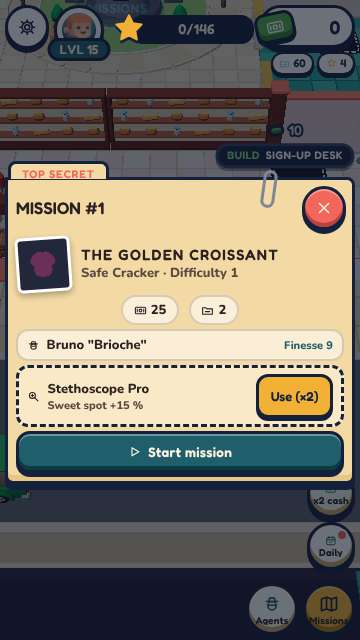 MISSIONS
LVL 15
0/146
0
60
4
10
BUILD SIGN-UP DESK
TOP SECRET
MISSION #1
THE GOLDEN CROISSANT
Safe Cracker · Difficulty 1
25
2
Bruno "Brioche"
Finesse 9
Stethoscope Pro
Sweet spot +15 %
Use (x2)
Start mission
x2 cash
Daily
Agents
Missions